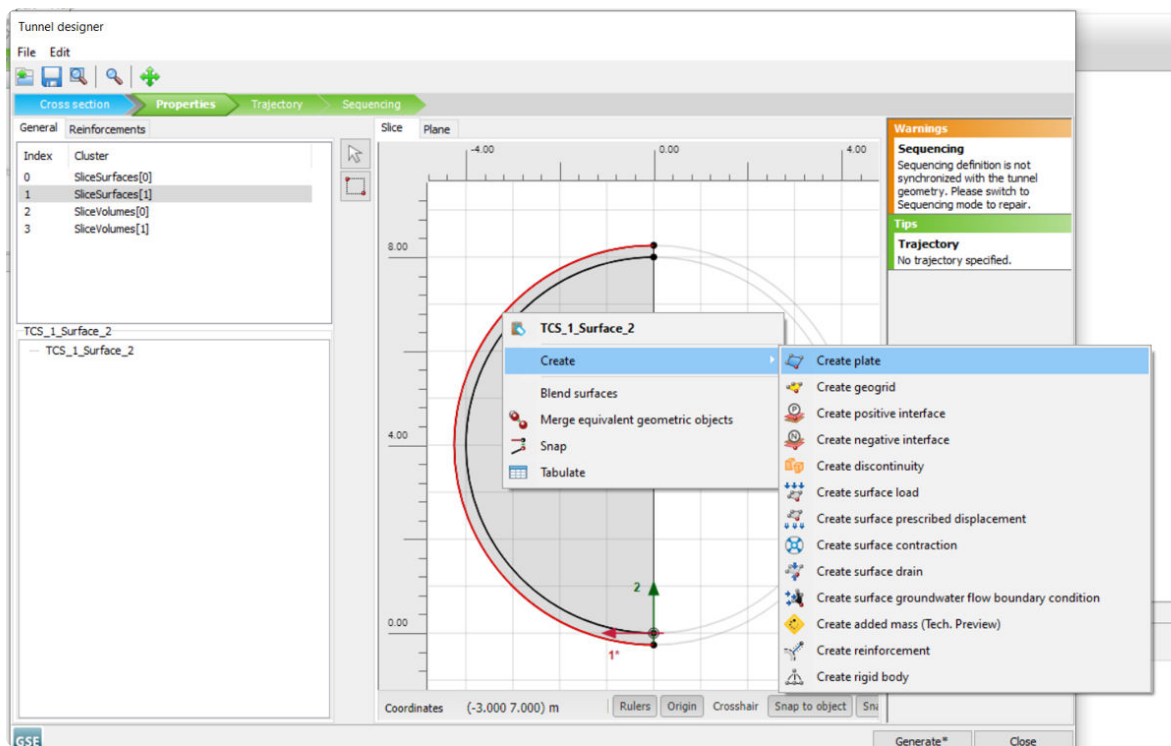 Tunnel designer
File Edit
Cross section Properties Trajectory Sequencing
General Reinforcements
Index Cluster
0 SliceSurfaces[0]
1 SliceSurfaces[1]
2 SliceVolumes[0]
3 SliceVolumes[1]
TCS_1_Surface_2
TCS_1_Surface_2
Slice Plane
-4.00 0.00 4.00
8.00
4.00
0.00
2
1*
TCS_1_Surface_2
Create
Blend surfaces
Merge equivalent geometric objects
Snap
Tabulate
Create plate
Create geogrid
Create positive interface
Create negative interface
Create discontinuity
Create surface load
Create surface prescribed displacement
Create surface contraction
Create surface drain
Create surface groundwater flow boundary condition
Create added mass (Tech. Preview)
Create reinforcement
Create rigid body
Warnings
Sequencing
Sequencing definition is not
synchronized with the tunnel
geometry. Please switch to
Sequencing mode to repair.
Tips
Trajectory
No trajectory specified.
Coordinates (-3.000 7.000) m Rulers Origin Crosshair Snap to object Sna
GSE
Generate* Close